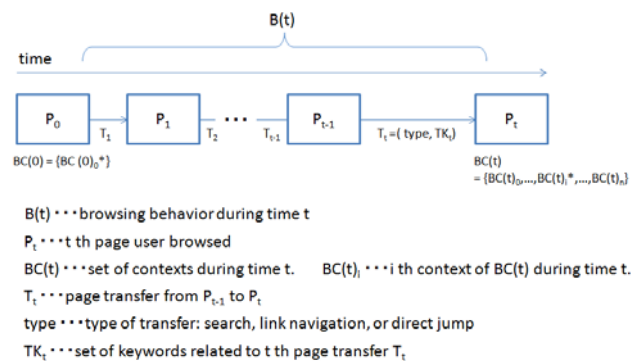 B(t)
time
P₀ P₁ ・・・ Pₜ₋₁ Pₜ
T₁ T₂ Tₜ₋₁ Tₜ=( type, TKₜ)
BC(0) = {BC (0)₀*} BC(t)
= {BC(t)₀,...,BC(t)ᵢ*,...,BC(t)ₙ}
B(t)・・・browsing behavior during time t
Pₜ・・・t th page user browsed
BC(t)・・・set of contexts during time t. BC(t)ᵢ ・・・i th context of BC(t) during time t.
Tₜ・・・page transfer from Pₜ₋₁ to Pₜ
type・・・type of transfer: search, link navigation, or direct jump
TKₜ・・・set of keywords related to t th page transfer Tₜ